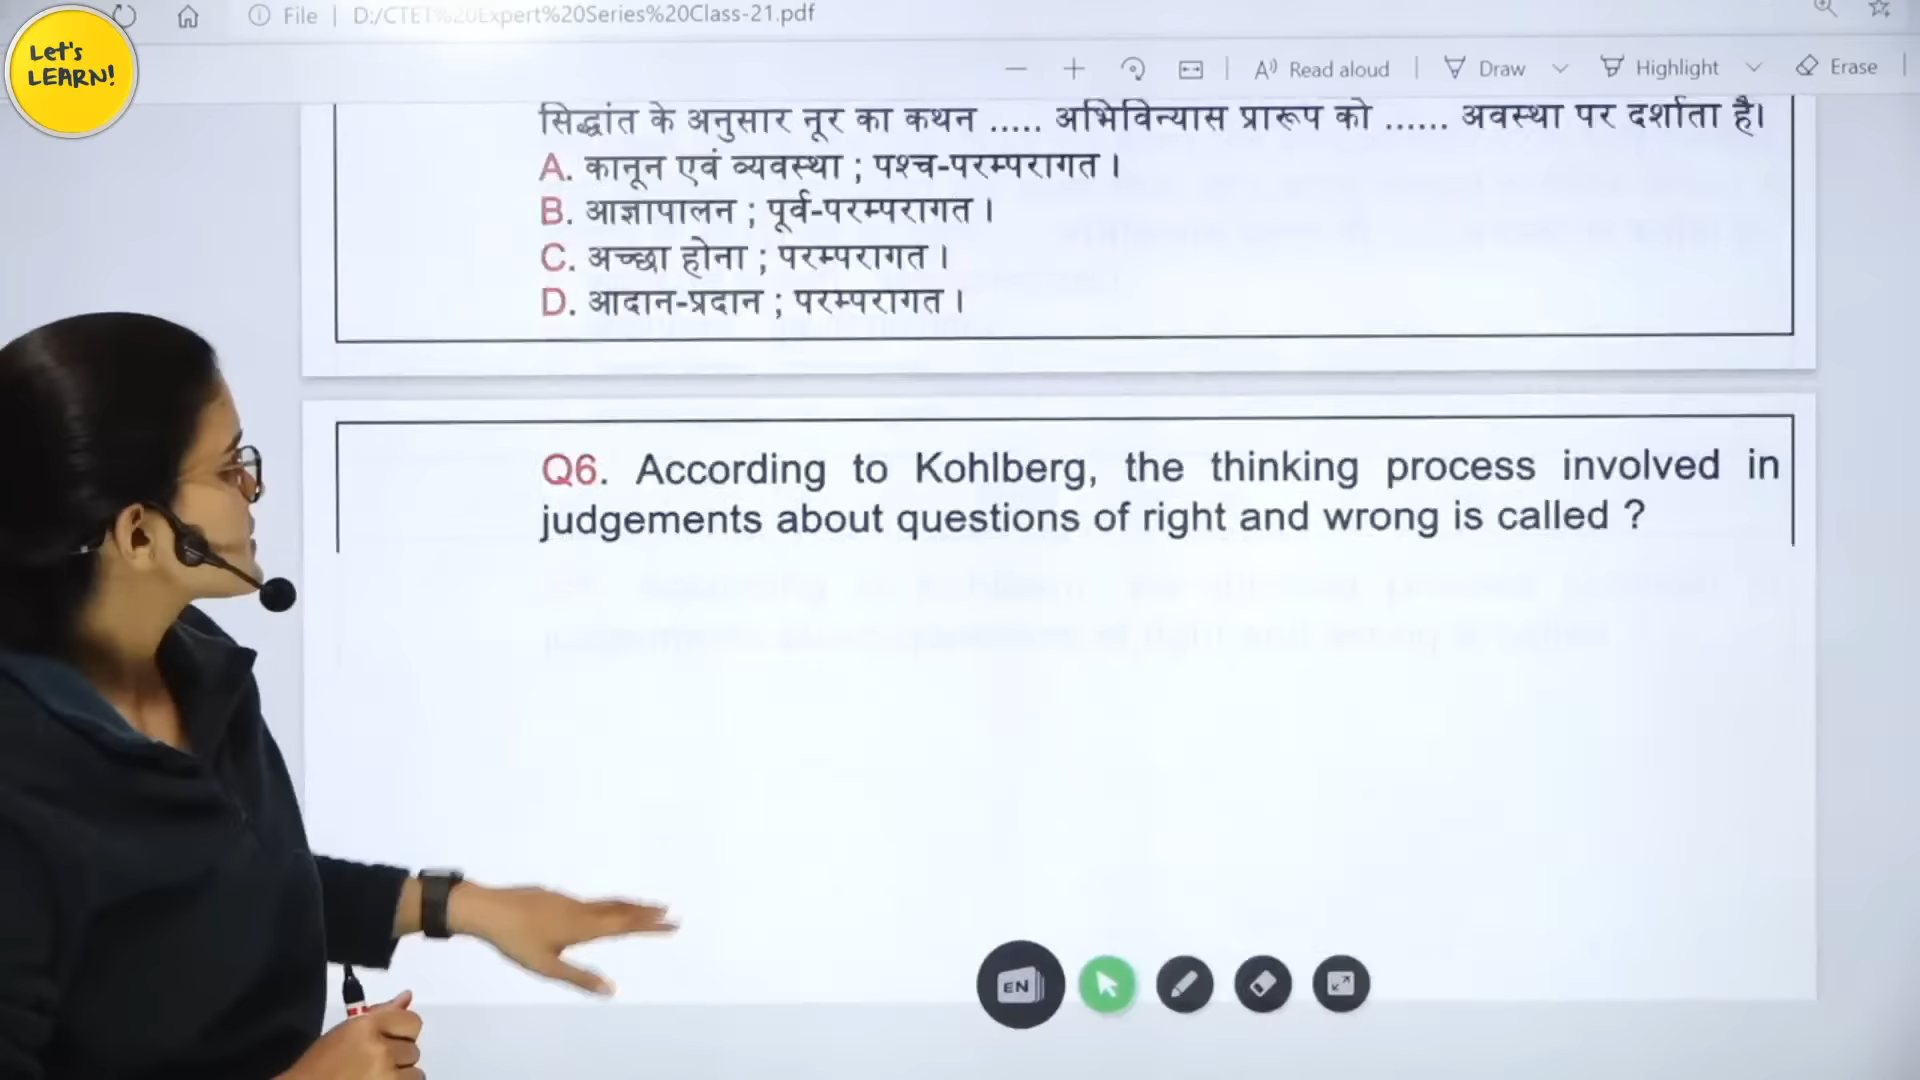 Let's
LEARN!
File | D:/CTET%20Expert%20Series%20Class-21.pdf
Read aloud | Draw Highlight Erase
सिद्धांत के अनुसार नूर का कथन ..... अभिविन्यास प्रारूप को ...... अवस्था पर दर्शाता है।
A. कानून एवं व्यवस्था ; पश्च-परम्परागत ।
B. आज्ञापालन ; पूर्व-परम्परागत ।
C. अच्छा होना ; परम्परागत ।
D. आदान-प्रदान ; परम्परागत ।
Q6. According to Kohlberg, the thinking process involved in
judgements about questions of right and wrong is called ?
EN